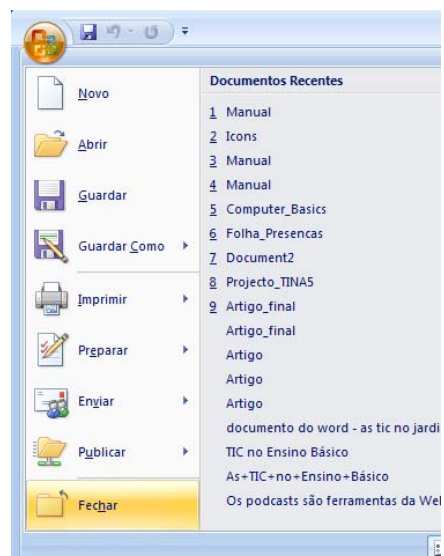 Novo
Abrir
Guardar
Guardar Como
Imprimir
Preparar
Enviar
Publicar
Fechar
Documentos Recentes
1 Manual
2 Icons
3 Manual
4 Manual
5 Computer_Basics
6 Folha_Presencas
7 Document2
8 Projecto_TINA5
9 Artigo_final
Artigo_final
Artigo
Artigo
Artigo
documento do word - as tic no jardi
TIC no Ensino Básico
As+TIC+no+Ensino+Básico
Os podcasts são ferramentas da Wel